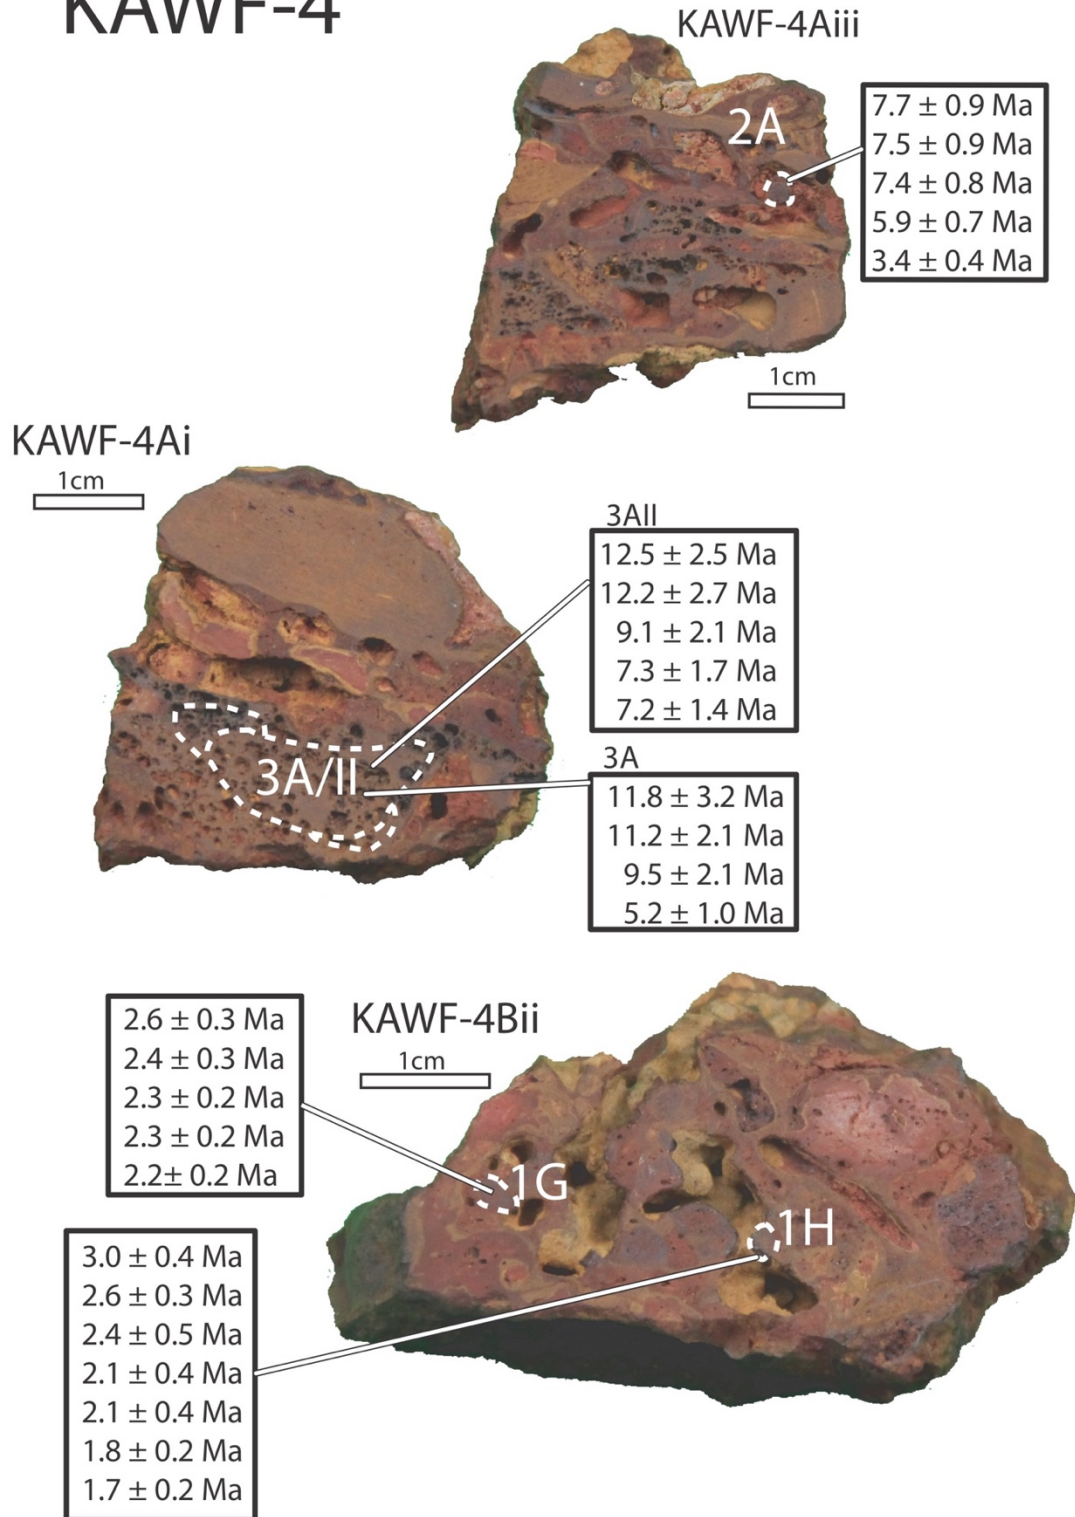 KAWF-4
KAWF-4Aiii
2A
7.7 ± 0.9 Ma
7.5 ± 0.9 Ma
7.4 ± 0.8 Ma
5.9 ± 0.7 Ma
3.4 ± 0.4 Ma
1cm
KAWF-4Ai
1cm
3AII
12.5 ± 2.5 Ma
12.2 ± 2.7 Ma
9.1 ± 2.1 Ma
7.3 ± 1.7 Ma
7.2 ± 1.4 Ma
3A/II
3A
11.8 ± 3.2 Ma
11.2 ± 2.1 Ma
9.5 ± 2.1 Ma
5.2 ± 1.0 Ma
KAWF-4Bii
1cm
2.6 ± 0.3 Ma
2.4 ± 0.3 Ma
2.3 ± 0.2 Ma
2.3 ± 0.2 Ma
2.2± 0.2 Ma
1G
1H
3.0 ± 0.4 Ma
2.6 ± 0.3 Ma
2.4 ± 0.5 Ma
2.1 ± 0.4 Ma
2.1 ± 0.4 Ma
1.8 ± 0.2 Ma
1.7 ± 0.2 Ma